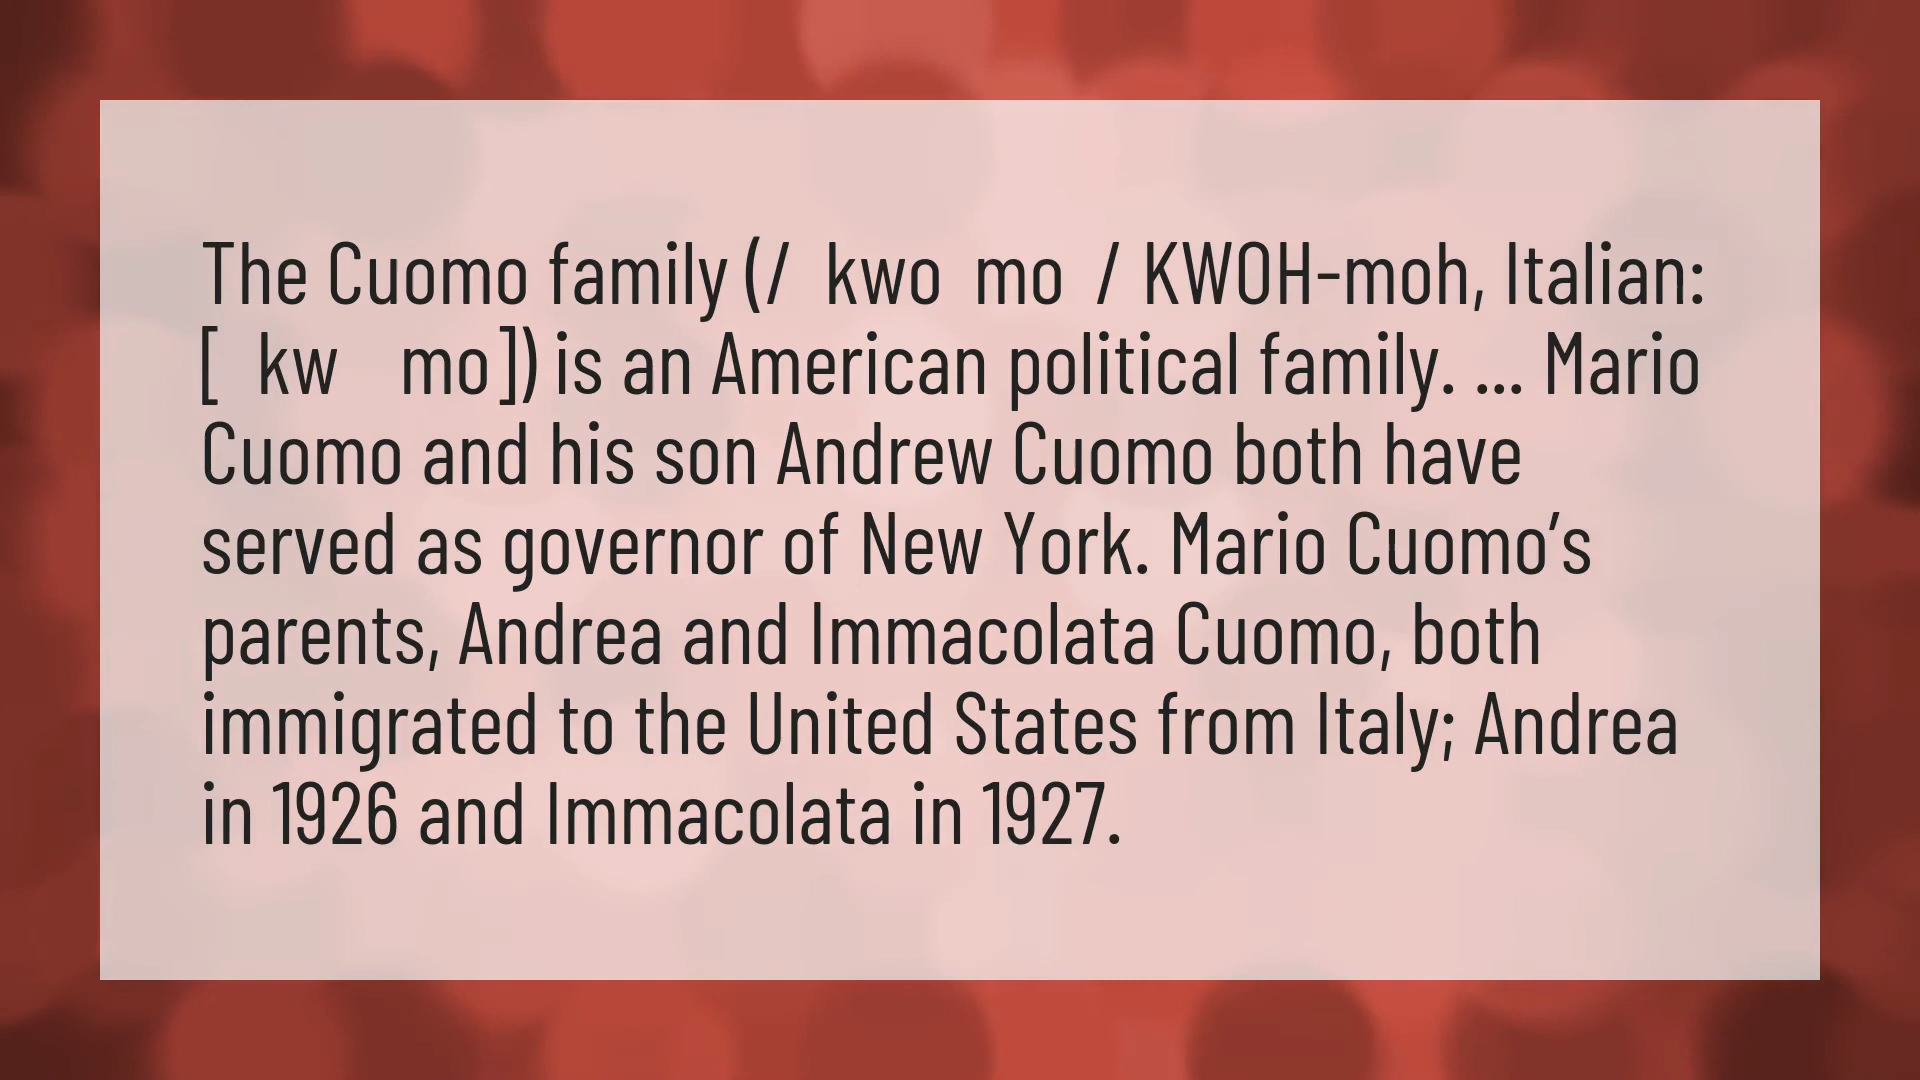 The Cuomo family (/ kwo mo / KWOH-moh, Italian:
[ kw mo]) is an American political family. ... Mario
Cuomo and his son Andrew Cuomo both have
served as governor of New York. Mario Cuomo’s
parents, Andrea and Immacolata Cuomo, both
immigrated to the United States from Italy; Andrea
in 1926 and Immacolata in 1927.